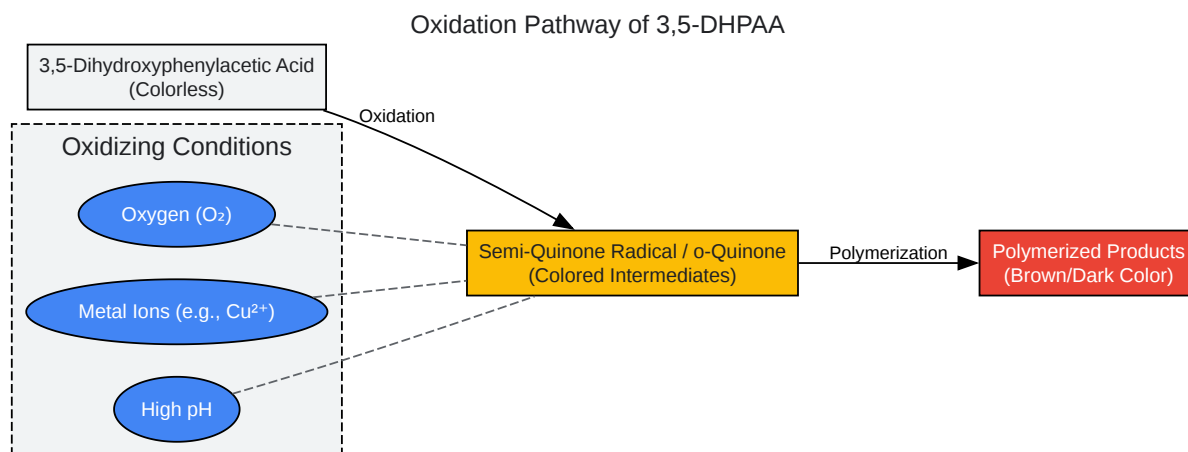 Oxidation Pathway of 3,5-DHPAA
3,5-Dihydroxyphenylacetic Acid
(Colorless)
Oxidation
Oxidizing Conditions
Oxygen (O₂)
Metal Ions (e.g., Cu²⁺)
High pH
Semi-Quinone Radical / o-Quinone
(Colored Intermediates)
Polymerization
Polymerized Products
(Brown/Dark Color)